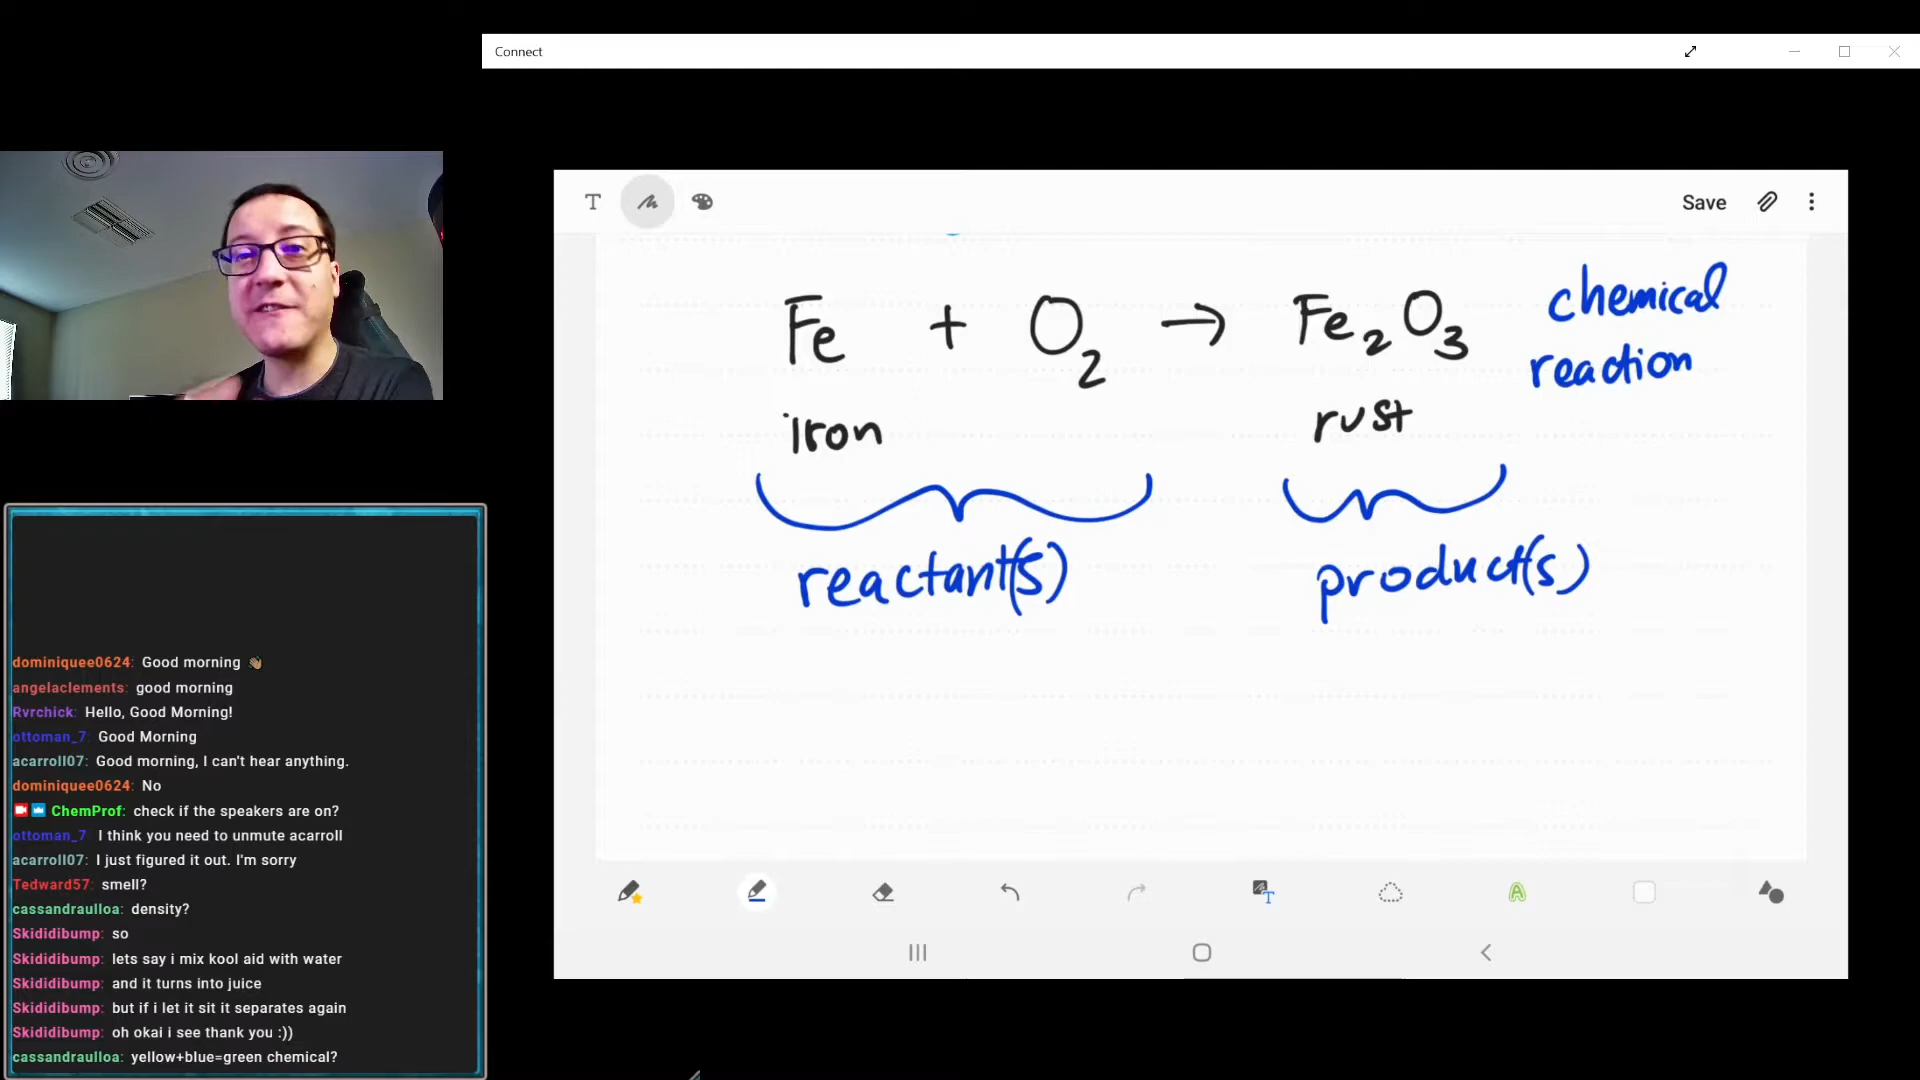 Connect
T
Save
Fe + O2 → Fe2O3
chemical
reaction
iron
rust
reactant(s)
product(s)
T
A
dominiquee0624: Good morning 👋🏽
angelaclements: good morning
Rvrchick: Hello, Good Morning!
ottoman_7: Good Morning
acarroll07: Good morning, I can't hear anything.
dominiquee0624: No
ChemProf: check if the speakers are on?
ottoman_7: I think you need to unmute acarroll
acarroll07: I just figured it out. I'm sorry
Tedward57: smell?
cassandraulloa: density?
Skididibump: so
Skididibump: lets say i mix kool aid with water
Skididibump: and it turns into juice
Skididibump: but if i let it sit it separates again
Skididibump: oh okai i see thank you :))
cassandraulloa: yellow+blue=green chemical?